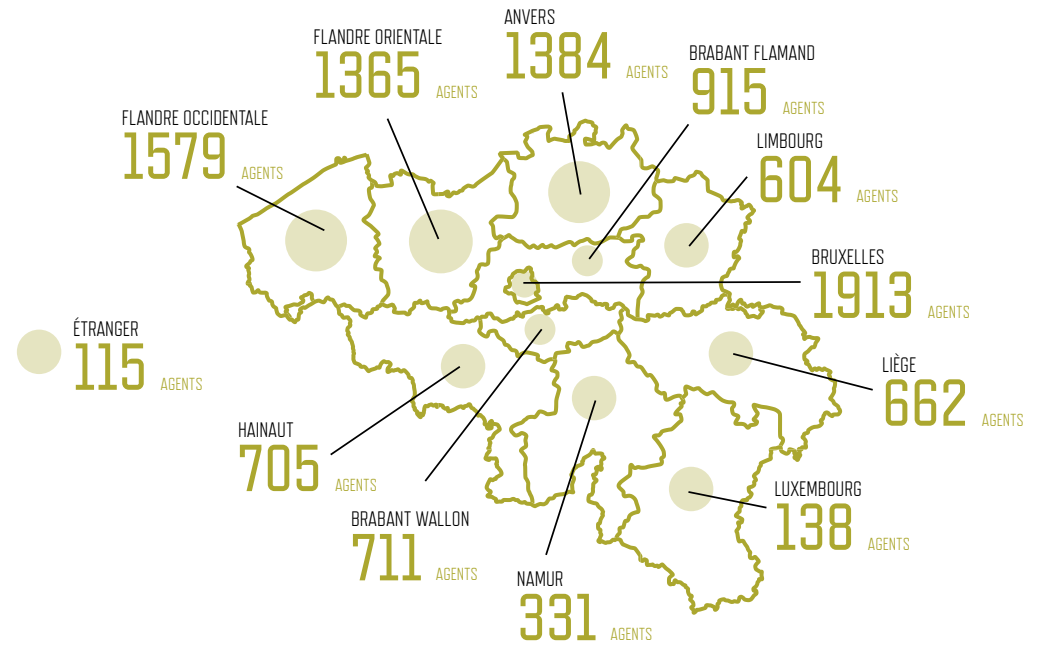 ANVERS
1384 AGENTS
FLANDRE ORIENTALE
1365 AGENTS
BRABANT FLAMAND
915 AGENTS
FLANDRE OCCIDENTALE
1579 AGENTS
LIMBOURG
604 AGENTS
BRUXELLES
1913 AGENTS
ÉTRANGER
115 AGENTS
LIÈGE
662 AGENTS
HAINAUT
705 AGENTS
LUXEMBOURG
138 AGENTS
BRABANT WALLON
711 AGENTS
NAMUR
331 AGENTS